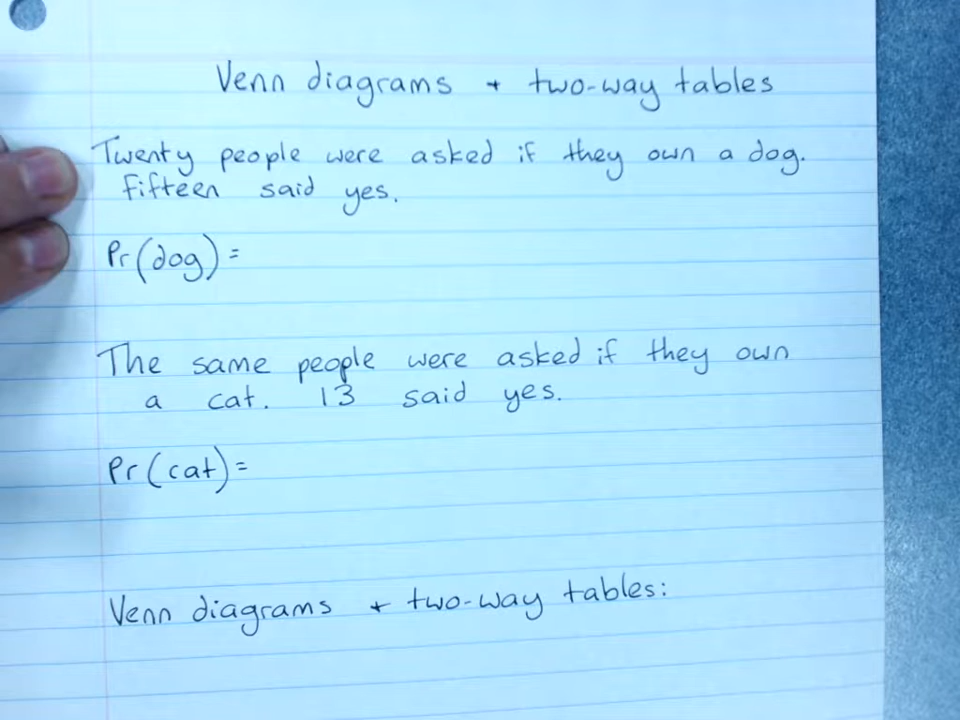 Venn diagrams + two-way tables
Twenty people were asked if they own a dog.
Fifteen said yes.
Pr(dog) =
The same people were asked if they own
a cat. 13 said yes.
Pr(cat) =
Venn diagrams + two-way tables: